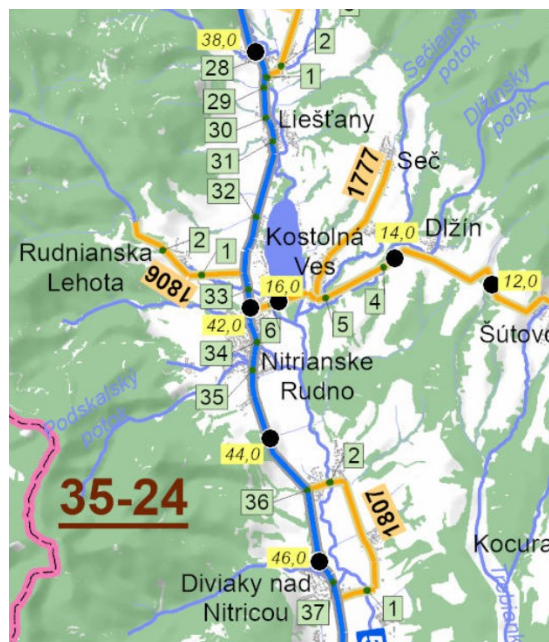 38,0
2
28
1
29
30
Liešťany
31
Sečiansky
potok
Dlžinsky
potok
1777
Seč
32
14,0
Dlžín
Kostolná
Ves
2
1
Rudnianska
Lehota
1806
33
16,0
12,0
4
5
42,0
6
Šútovo
34
Nitrianske
Rudno
35
Podskalský
potok
44,0
2
36
35-24
1807
46,0
Kocura
Diviaky nad
Nitricou
37
1